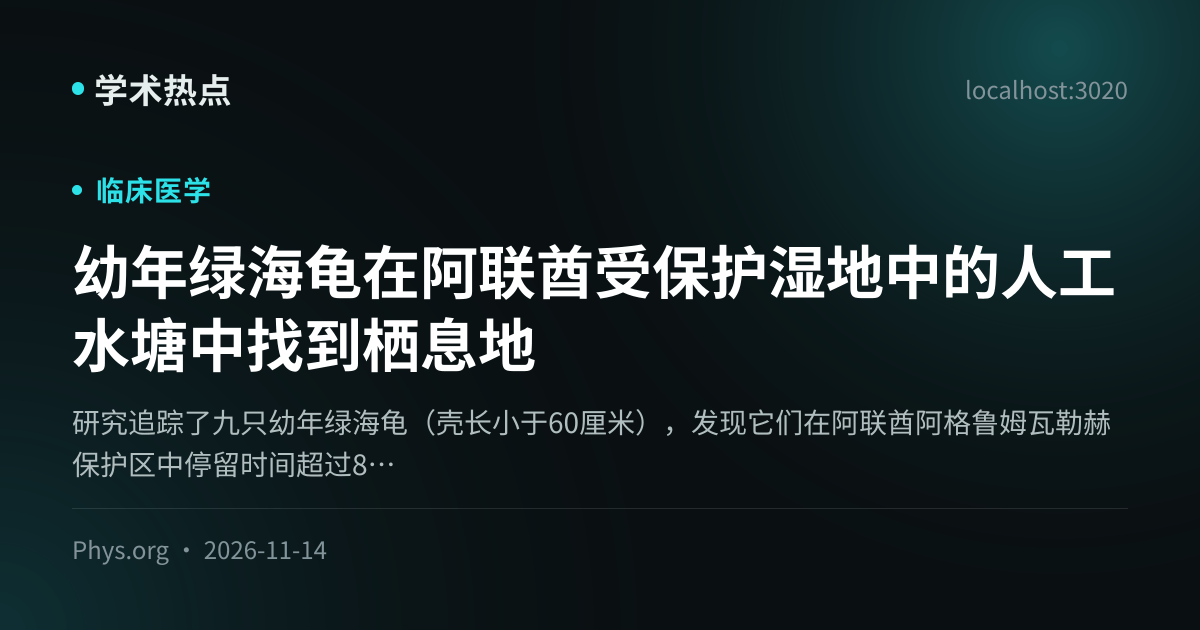 学术热点
localhost:3020
临床医学
幼年绿海龟在阿联酋受保护湿地中的人工
水塘中找到栖息地
研究追踪了九只幼年绿海龟（壳长小于60厘米），发现它们在阿联酋阿格鲁姆瓦勒赫
保护区中停留时间超过8…
Phys.org · 2026-11-14